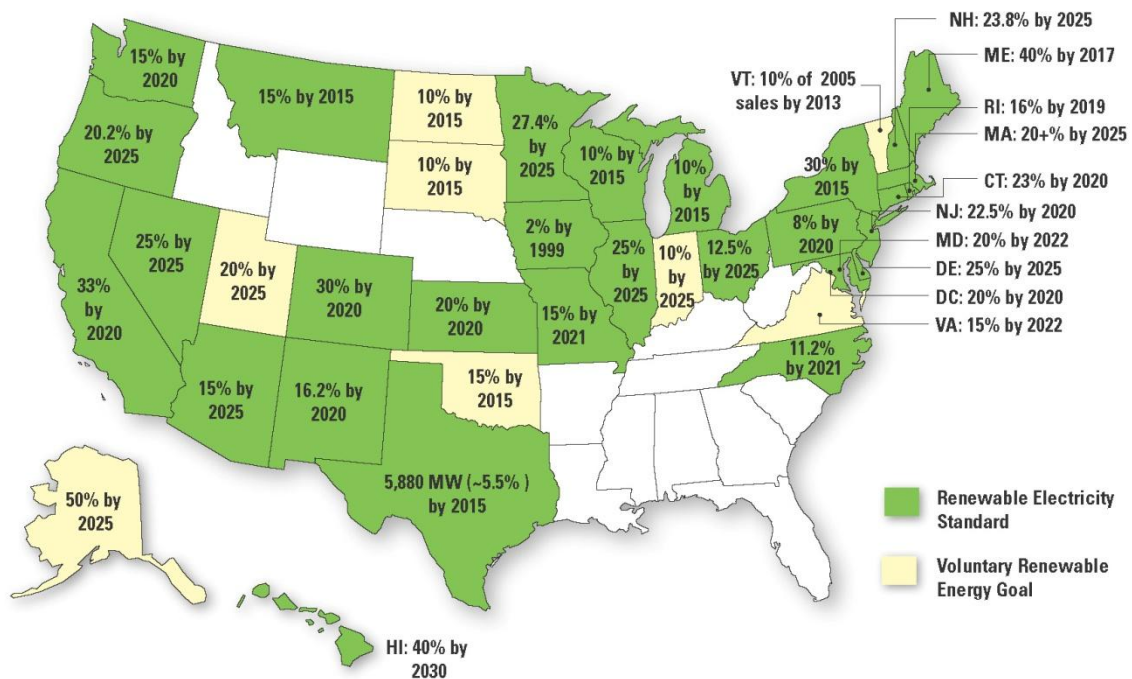 NH: 23.8% by 2025
ME: 40% by 2017
VT: 10% of 2005
sales by 2013
RI: 16% by 2019
MA: 20+% by 2025
CT: 23% by 2020
NJ: 22.5% by 2020
MD: 20% by 2022
DE: 25% by 2025
DC: 20% by 2020
VA: 15% by 2022
15% by
2020
15% by 2015
10% by
2015
27.4%
by
2025
20.2% by
2025
10% by
2015
10% by
2015
10%
by
2015
30% by
2015
2% by
1999
8% by
2020
25% by
2025
20% by
2025
33%
by
2020
30% by
2020
20% by
2020
15% by
2021
25%
by
2025
10%
by
2025
12.5%
by 2025
11.2%
by 2021
15% by
2025
16.2% by
2020
15% by
2015
5,880 MW (~5.5% )
by 2015
50% by
2025
HI: 40% by
2030
Renewable Electricity
Standard
Voluntary Renewable
Energy Goal